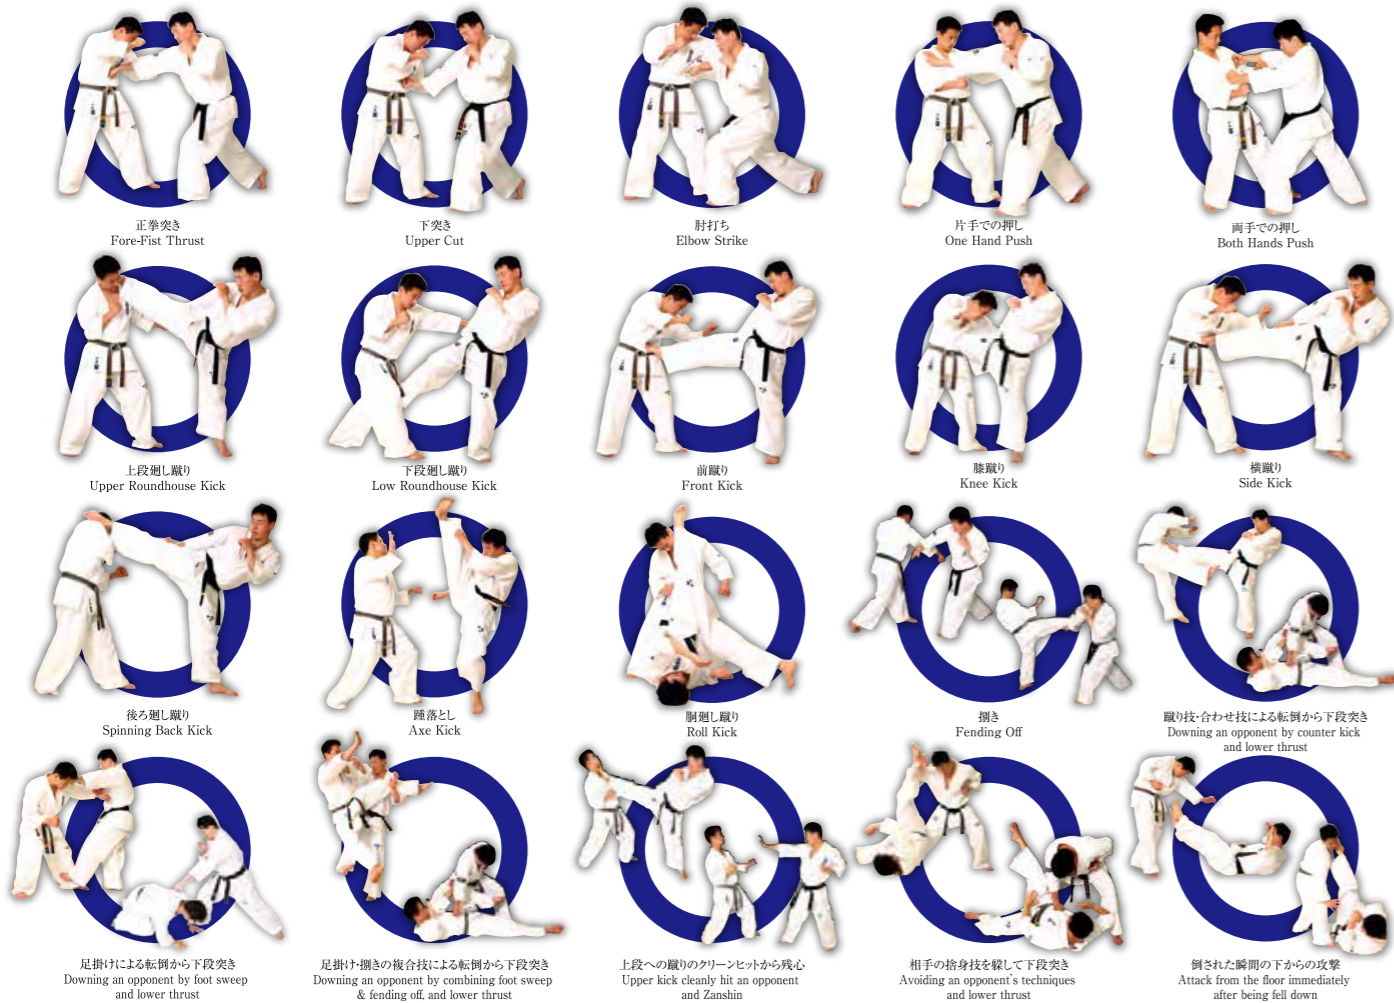 正拳突き
Fore-Fist Thrust
下突き
Upper Cut
肘打ち
Elbow Strike
片手での押し
One Hand Push
両手での押し
Both Hands Push
上段廻し蹴り
Upper Roundhouse Kick
下段廻し蹴り
Low Roundhouse Kick
前蹴り
Front Kick
膝蹴り
Knee Kick
横蹴り
Side Kick
後ろ廻し蹴り
Spinning Back Kick
踵落とし
Axe Kick
胴廻し蹴り
Roll Kick
捌き
Fending Off
蹴り技・合わせ技による転倒から下段突き
Downing an opponent by counter kick
and lower thrust
足掛けによる転倒から下段突き
Downing an opponent by foot sweep
and lower thrust
足掛け・捌きの複合技による転倒から下段突き
Downing an opponent by combining foot sweep
& fending off, and lower thrust
上段への蹴りのクリーンヒットから残心
Upper kick cleanly hit an opponent
and Zanshin
相手の捨身技を躱して下段突き
Avoiding an opponent's techniques
and lower thrust
倒された瞬間の下からの攻撃
Attack from the floor immediately
after being fell down